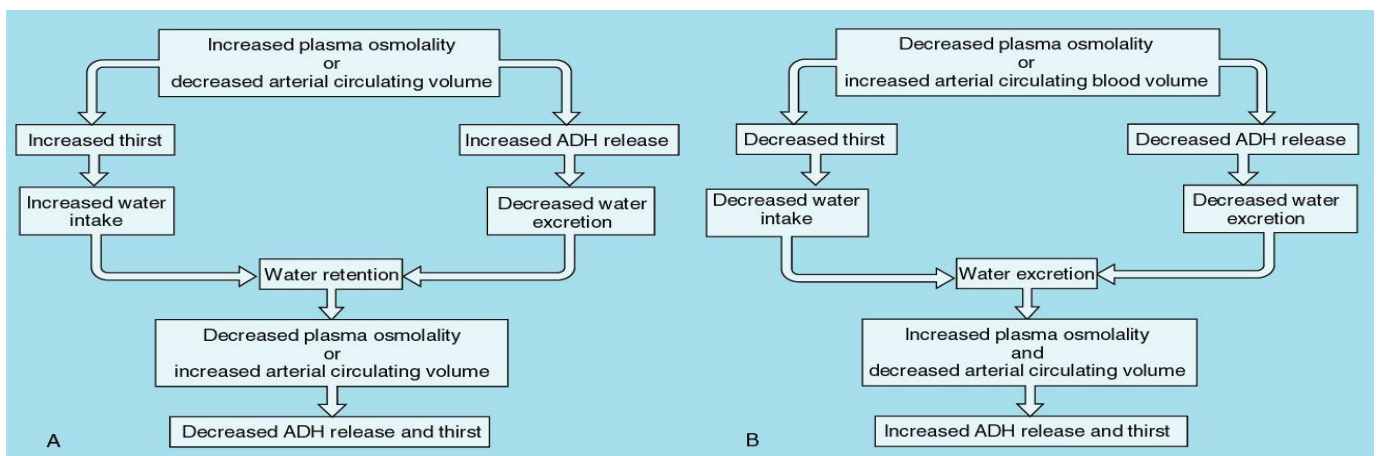 Increased plasma osmolality
or
decreased arterial circulating volume
Increased thirst
Increased ADH release
Increased water
intake
Decreased water
excretion
Water retention
Decreased plasma osmolality
or
increased arterial circulating volume
Decreased ADH release and thirst
A
Decreased plasma osmolality
or
increased arterial circulating blood volume
Decreased thirst
Decreased ADH release
Decreased water
intake
Decreased water
excretion
Water excretion
Increased plasma osmolality
and
decreased arterial circulating volume
Increased ADH release and thirst
B